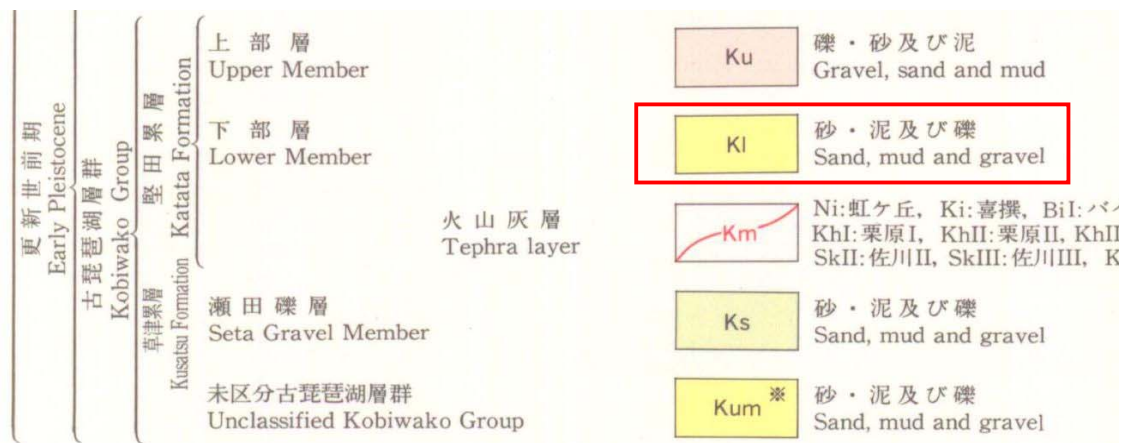 更新世前期
Early Pleistocene
古琵琶湖層群
Kobiwako Group
堅田累層
Katata Formation
草津累層
Kusatsu Formation
上部層
Upper Member
Ku
礫・砂及び泥
Gravel, sand and mud
下部層
Lower Member
Kl
砂・泥及び礫
Sand, mud and gravel
火山灰層
Tephra layer
Km
Ni:虹ケ丘, Ki:喜撰, BiI:バイ
KhI:栗原I, KhII:栗原II, KhII
SkII:佐川II, SkIII:佐川III, K
瀬田礫層
Seta Gravel Member
Ks
砂・泥及び礫
Sand, mud and gravel
未区分古琵琶湖層群
Unclassified Kobiwako Group
Kum ※
砂・泥及び礫
Sand, mud and gravel